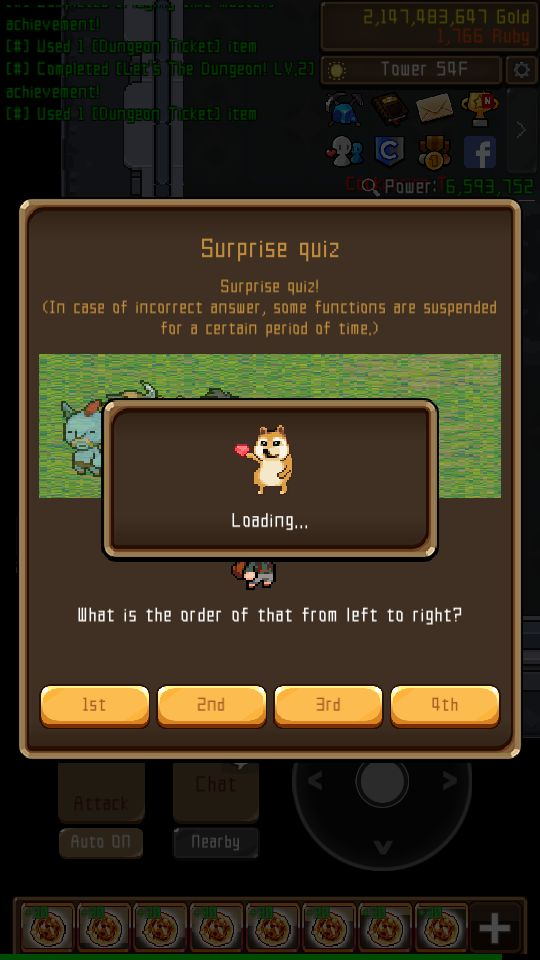 achievement!
[#] Used 1 [Dungeon Ticket] item
[#] Completed [Let's The Dungeon! LV.2]
achievement!
[#] Used 1 [Dungeon Ticket] item
2,147,483,647 Gold
1,766 Ruby
Tower 54F
N
C
1
f
Power: 6,593,752
Surprise quiz
Surprise quiz!
(In case of incorrect answer, some functions are suspended
for a certain period of time.)
Loading...
What is the order of that from left to right?
1st 2nd 3rd 4th
Attack
Chat
Auto ON
Nearby